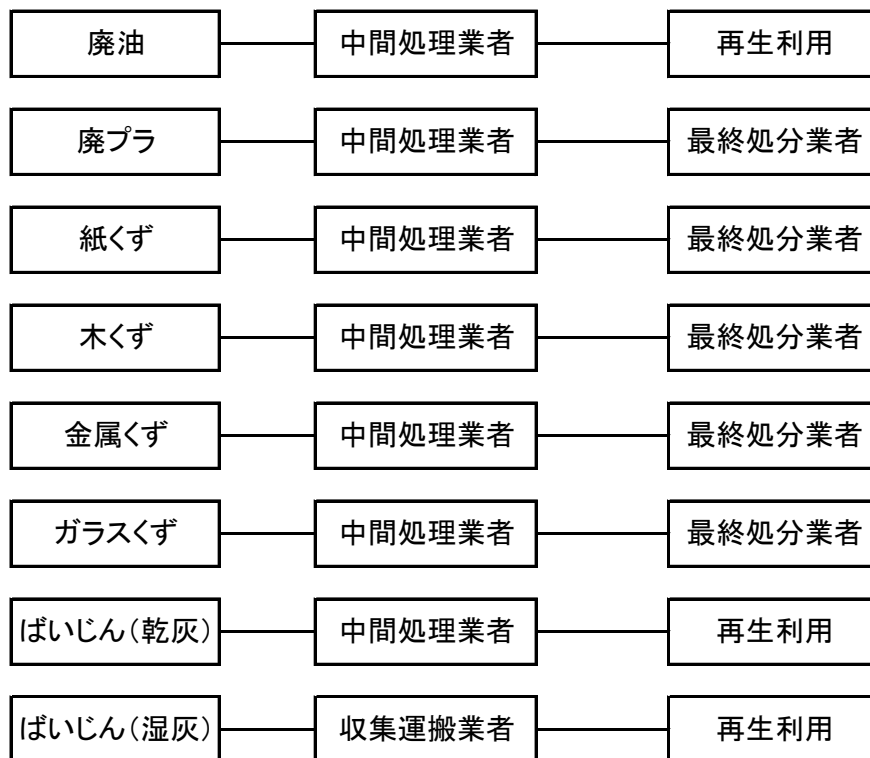 廃油 中間処理業者 再生利用
廃プラ 中間処理業者 最終処分業者
紙くず 中間処理業者 最終処分業者
木くず 中間処理業者 最終処分業者
金属くず 中間処理業者 最終処分業者
ガラスくず 中間処理業者 最終処分業者
ばいじん（乾灰） 中間処理業者 再生利用
ばいじん（湿灰） 収集運搬業者 再生利用